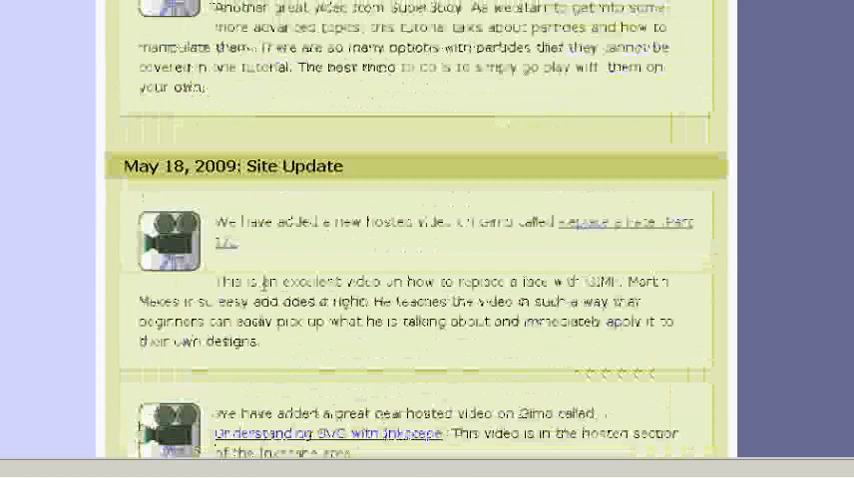 Another great video from SuperBody. As we start to get into some
more advanced topics, this tutorial talks about particles and how to
manipulate them. There are so many options with particles that they cannot be
covered in one tutorial. The best thing to do is to simply go play with them on
your own.
May 18, 2009: Site Update
We have added a new hosted video on Gimp called Replace a Face (Part
This is an excellent video on how to replace a face with GIMP. Martin
Makes it so easy and does it right. He teaches the video in such a way that
beginners can easily pick up what he is talking about and immediately apply it to
their own designs.
We have added a great new hosted video on Gimp called,
Understanding SVG with Inkscape. This video is in the hosted section
of the Inkscape area.